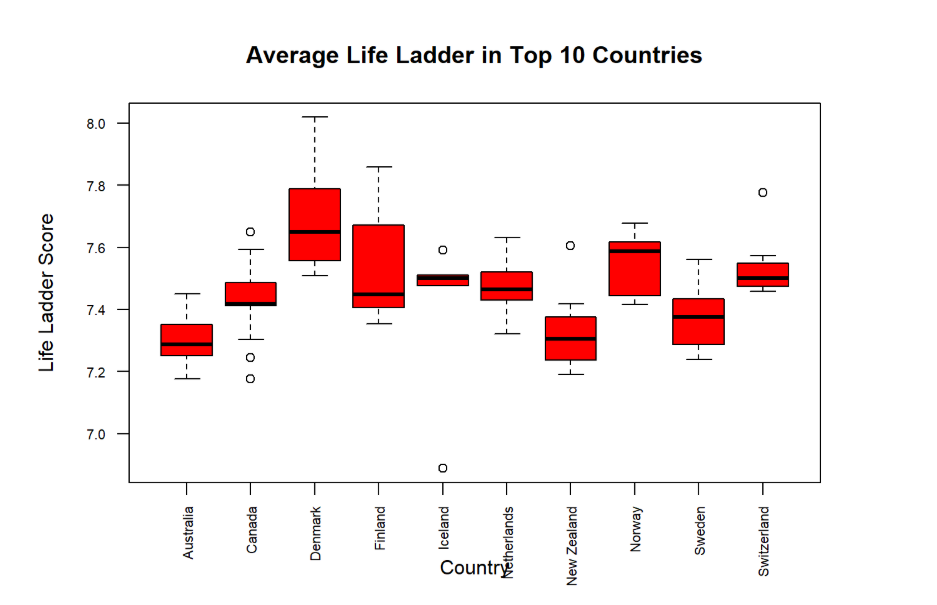 Average Life Ladder in Top 10 Countries
Life Ladder Score
8.0
7.8
7.6
7.4
7.2
7.0
Australia
Canada
Denmark
Finland
Iceland
Netherlands
New Zealand
Norway
Sweden
Switzerland
Country